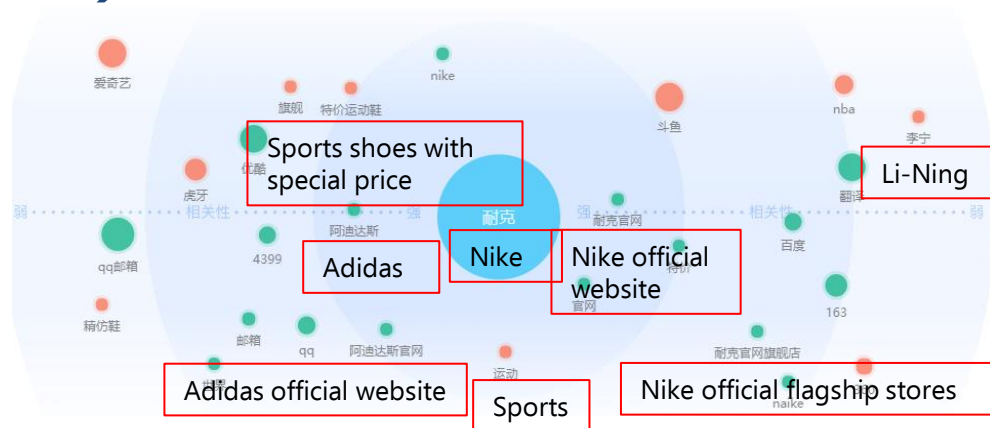 爱奇艺
nike
旗舰
特价运动鞋
斗鱼
nba
李宁
Sports shoes with
special price
优酷
虎牙
翻译
Li-Ning
弱
相关性
强
耐克
强
相关性
弱
阿迪达斯
耐克官网
百度
qq邮箱
4399
Adidas
Nike
Nike official
website
特价
官网
163
精仿鞋
邮箱
qq
阿迪达斯官网
运动
耐克官网旗舰店
世界
Adidas official website
Sports
Nike official flagship stores
naike